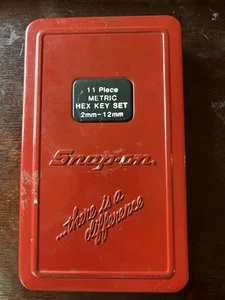 11 Piece
METRIC
HEX KEY SET
2mm-12mm
Snap-on
...there is a
difference